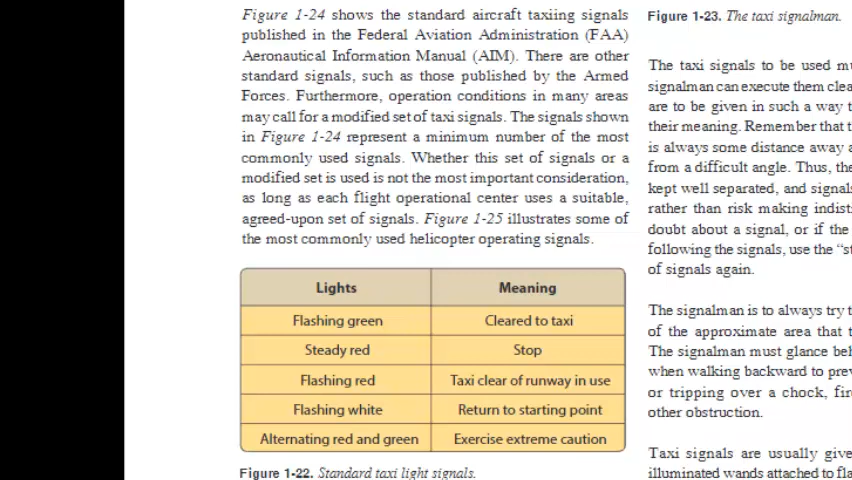 Figure 1-24 shows the standard aircraft taxiing signals
published in the Federal Aviation Administration (FAA)
Aeronautical Information Manual (AIM). There are other
standard signals, such as those published by the Armed
Forces. Furthermore, operation conditions in many areas
may call for a modified set of taxi signals. The signals shown
in Figure 1-24 represent a minimum number of the most
commonly used signals. Whether this set of signals or a
modified set is used is not the most important consideration,
as long as each flight operational center uses a suitable,
agreed-upon set of signals. Figure 1-25 illustrates some of
the most commonly used helicopter operating signals.
Lights Meaning
Flashing green Cleared to taxi
Steady red Stop
Flashing red Taxi clear of runway in use
Flashing white Return to starting point
Alternating red and green Exercise extreme caution
Figure 1-22. Standard taxi light signals.
Figure 1-23. The taxi signalman.
The taxi signals to be used
signalman can execute them
are to be given in such a way
their meaning. Remember that
is always some distance away
from a difficult angle. Thus,
kept well separated, and
rather than risk making
doubt about a signal, or if the
following the signals, use the
of signals again.
The signalman is to always try
of the approximate area that
The signalman must glance
when walking backward to
or tripping over a chock,
other obstruction.
Taxi signals are usually
illuminated wands attached to